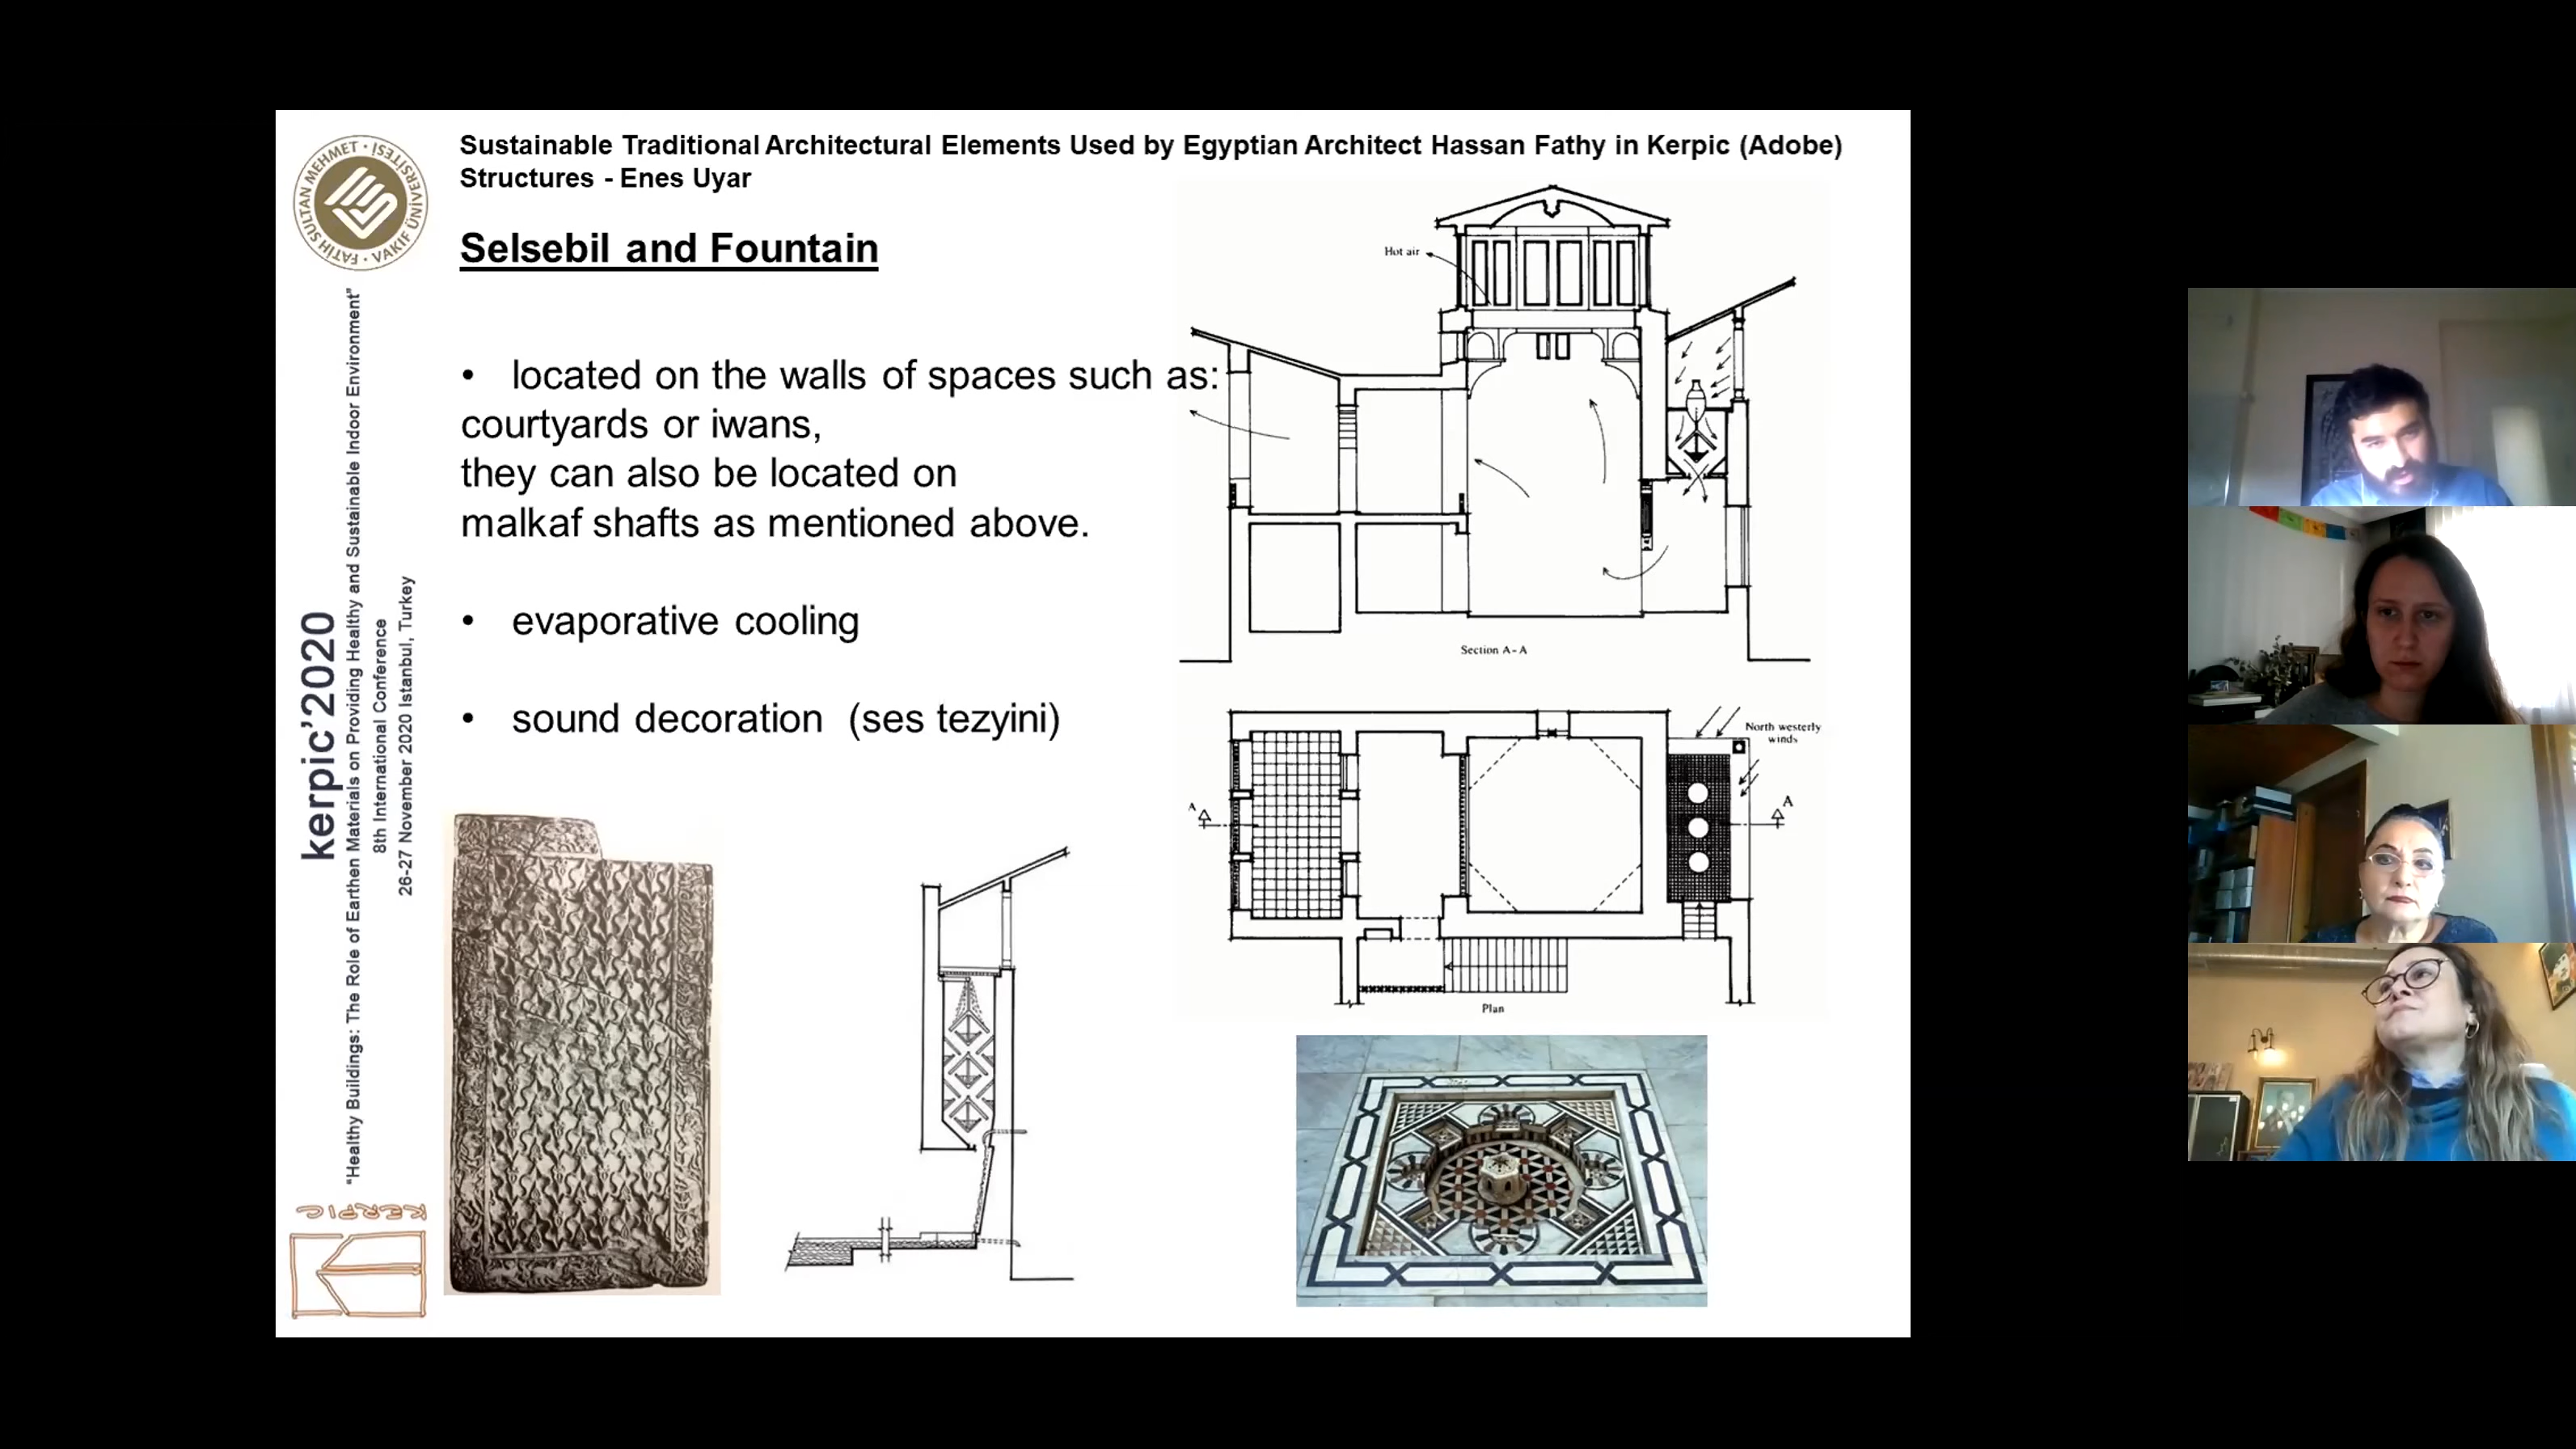 Sustainable Traditional Architectural Elements Used by Egyptian Architect Hassan Fathy in Kerpic (Adobe)
Structures - Enes Uyar
Selsebil and Fountain
• located on the walls of spaces such as:
courtyards or iwans,
they can also be located on
malkaf shafts as mentioned above.
• evaporative cooling
• sound decoration (ses tezyini)
FATİH SULTAN MEHMET • VAKIF ÜNİVERSİTESİ •
kerpic'2020
"Healthy Buildings: The Role of Earthen Materials on Providing Healthy and Sustainable Indoor Environment"
8th International Conference
26-27 November 2020 Istanbul, Turkey
KERPIC
Hot air
Section A-A
North westerly
winds
A
A
Plan